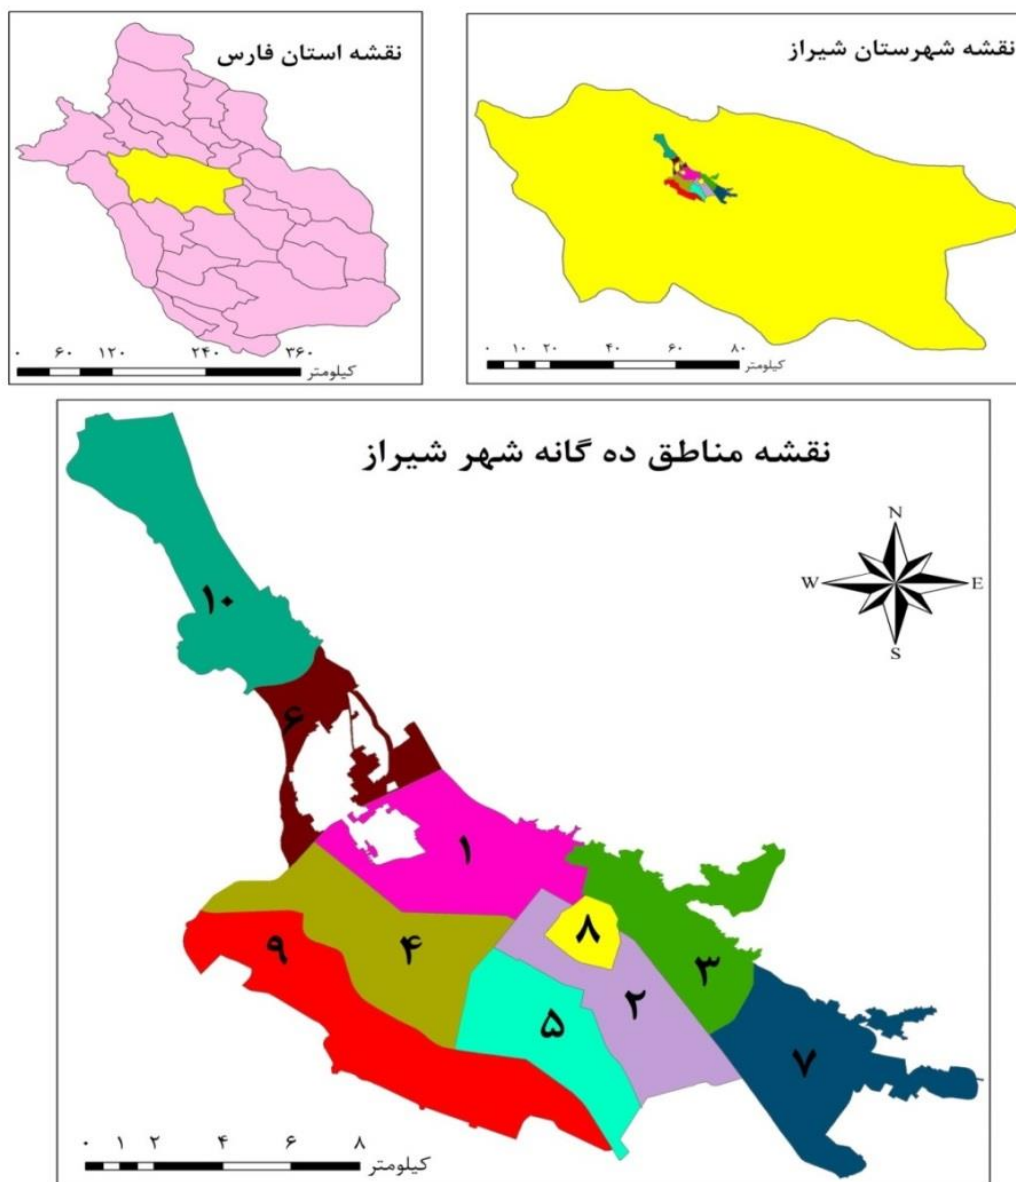 نقشه استان فارس
۰ ۶۰ ۱۲۰ ۲۴۰ ۳۶۰
کیلومتر
نقشه شهرستان شیراز
۰ ۱۰ ۲۰ ۴۰ ۶۰ ۸۰
کیلومتر
نقشه مناطق ده گانه شهر شیراز
N
W E
S
۱۰
۶
۱
۸
۹
۴
۳
۲
۵
۷
۰ ۱ ۲ ۴ ۶ ۸
کیلومتر